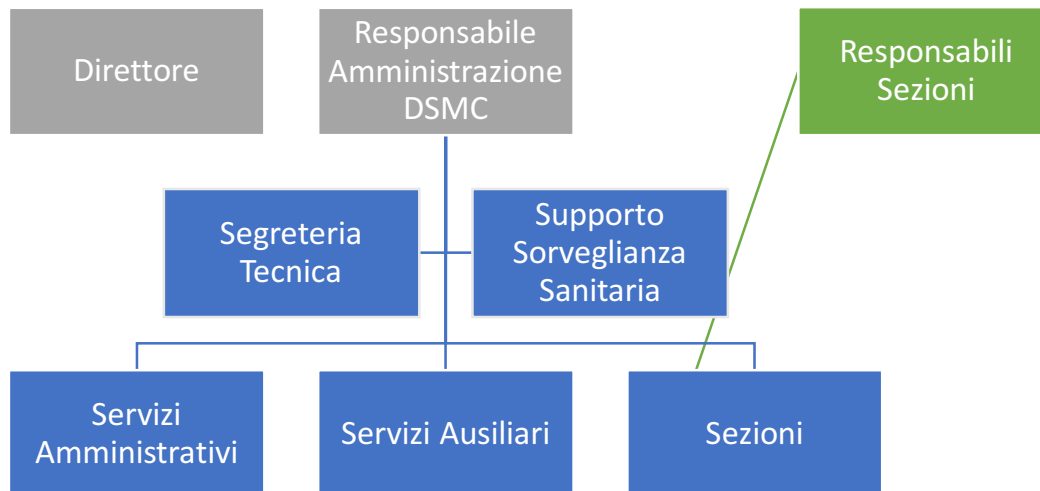 Direttore
Responsabile
Amministrazione
DSMC
Responsabili
Sezioni
Segreteria
Tecnica
Supporto
Sorveglianza
Sanitaria
Servizi
Amministrativi
Servizi Ausiliari
Sezioni